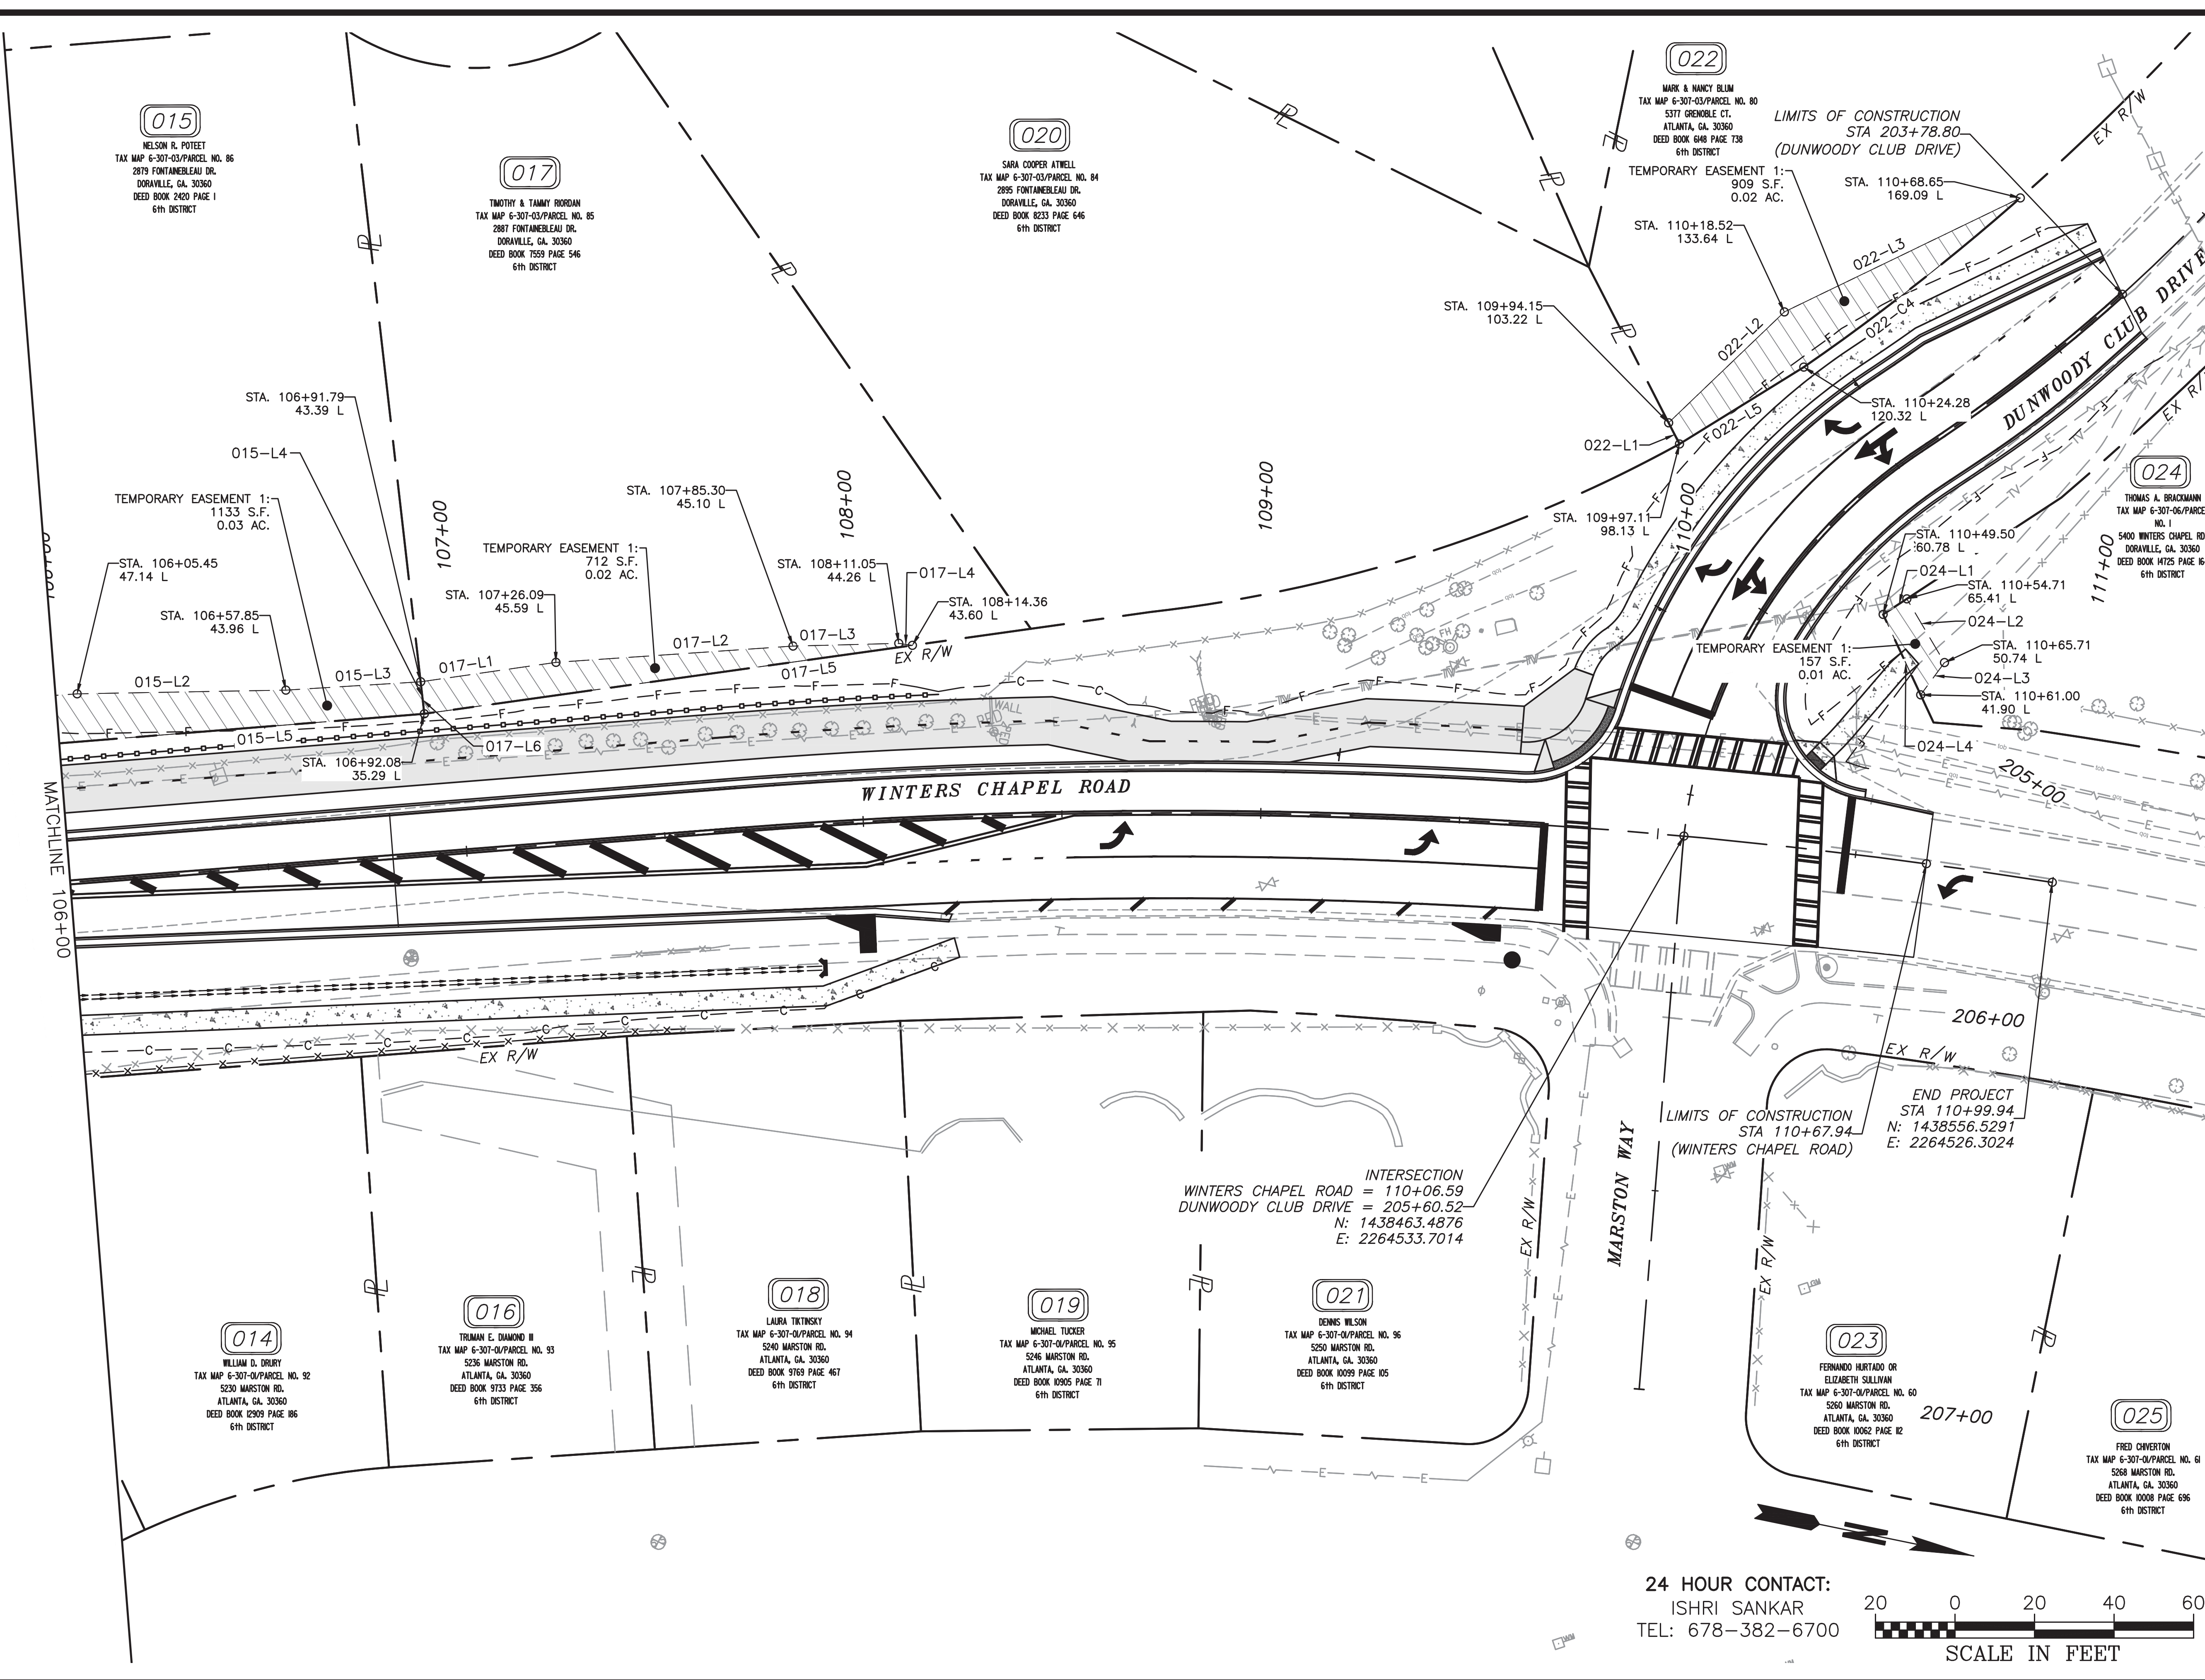 015
NELSON R. POTEET
TAX MAP 6-307-03/PARCEL NO. 86
2879 FONTAINEBLEAU DR.
DORAVILLE, GA. 30360
DEED BOOK 2420 PAGE 1
6th DISTRICT
017
TIMOTHY & TAMMY RIORDAN
TAX MAP 6-307-03/PARCEL NO. 85
2887 FONTAINEBLEAU DR.
DORAVILLE, GA. 30360
DEED BOOK 7559 PAGE 546
6th DISTRICT
020
SARA COOPER ATWELL
TAX MAP 6-307-03/PARCEL NO. 84
2895 FONTAINEBLEAU DR.
DORAVILLE, GA. 30360
DEED BOOK 8233 PAGE 646
6th DISTRICT
022
MARK & NANCY BLUM
TAX MAP 6-307-03/PARCEL NO. 80
5377 GRENOBLE CT.
ATLANTA, GA. 30360
DEED BOOK 6148 PAGE 738
6th DISTRICT
LIMITS OF CONSTRUCTION
STA 203+78.80
(DUNWOODY CLUB DRIVE)
TEMPORARY EASEMENT 1:
909 S.F.
0.02 AC.
STA. 110+68.65
169.09 L
STA. 110+18.52
133.64 L
STA. 109+94.15
103.22 L
022-L3
022-L2
022-C4
022-L5
022-L1
EX R/W
DUNWOODY CLUB DRIVE
STA. 110+24.28
120.32 L
STA. 109+97.11
98.13 L
110+00
EX R/
024
THOMAS A. BRACKMANN
TAX MAP 6-307-06/PARCE
NO. 1
5400 WINTERS CHAPEL RD
DORAVILLE, GA. 30360
DEED BOOK 14725 PAGE 16
6th DISTRICT
111+00
STA. 110+49.50
60.78 L
024-L1
STA. 110+54.71
65.41 L
024-L2
STA. 110+65.71
50.74 L
024-L3
STA. 110+61.00
41.90 L
024-L4
TEMPORARY EASEMENT 1:
157 S.F.
0.01 AC.
205+00
STA. 106+91.79
43.39 L
015-L4
TEMPORARY EASEMENT 1:
1133 S.F.
0.03 AC.
STA. 106+05.45
47.14 L
STA. 106+57.85
43.96 L
015-L2
015-L3
015-L5
107+00
TEMPORARY EASEMENT 1:
712 S.F.
0.02 AC.
STA. 107+26.09
45.59 L
STA. 107+85.30
45.10 L
108+00
STA. 108+11.05
44.26 L
017-L4
STA. 108+14.36
43.60 L
017-L1
017-L2
017-L3
017-L5
EX R/W
017-L6
STA. 106+92.08
35.29 L
109+00
FH
WALL
WINTERS CHAPEL ROAD
MATCHLINE 106+00
EX R/W
206+00
EX R/W
END PROJECT
STA 110+99.94
N: 1438556.5291
E: 2264526.3024
LIMITS OF CONSTRUCTION
STA 110+67.94
(WINTERS CHAPEL ROAD)
INTERSECTION
WINTERS CHAPEL ROAD = 110+06.59
DUNWOODY CLUB DRIVE = 205+60.52
N: 1438463.4876
E: 2264533.7014
EX R/W
MARSTON WAY
EX R/W
014
WILLIAM D. DRURY
TAX MAP 6-307-01/PARCEL NO. 92
5230 MARSTON RD.
ATLANTA, GA. 30360
DEED BOOK 12909 PAGE 186
6th DISTRICT
016
TRUMAN E. DIAMOND III
TAX MAP 6-307-01/PARCEL NO. 93
5236 MARSTON RD.
ATLANTA, GA. 30360
DEED BOOK 9733 PAGE 356
6th DISTRICT
018
LAURA TIKTINSKY
TAX MAP 6-307-01/PARCEL NO. 94
5240 MARSTON RD.
ATLANTA, GA. 30360
DEED BOOK 9769 PAGE 467
6th DISTRICT
019
MICHAEL TUCKER
TAX MAP 6-307-01/PARCEL NO. 95
5246 MARSTON RD.
ATLANTA, GA. 30360
DEED BOOK 10905 PAGE 71
6th DISTRICT
021
DENNIS WILSON
TAX MAP 6-307-01/PARCEL NO. 96
5250 MARSTON RD.
ATLANTA, GA. 30360
DEED BOOK 10099 PAGE 105
6th DISTRICT
023
FERNANDO HURTADO OR
ELIZABETH SULLIVAN
TAX MAP 6-307-01/PARCEL NO. 60
5260 MARSTON RD.
ATLANTA, GA. 30360
DEED BOOK 10062 PAGE 112
6th DISTRICT
207+00
025
FRED CHIVERTON
TAX MAP 6-307-01/PARCEL NO. 61
5268 MARSTON RD.
ATLANTA, GA. 30360
DEED BOOK 10008 PAGE 696
6th DISTRICT
N
24 HOUR CONTACT:
ISHRI SANKAR
TEL: 678-382-6700
20 0 20 40 60
SCALE IN FEET